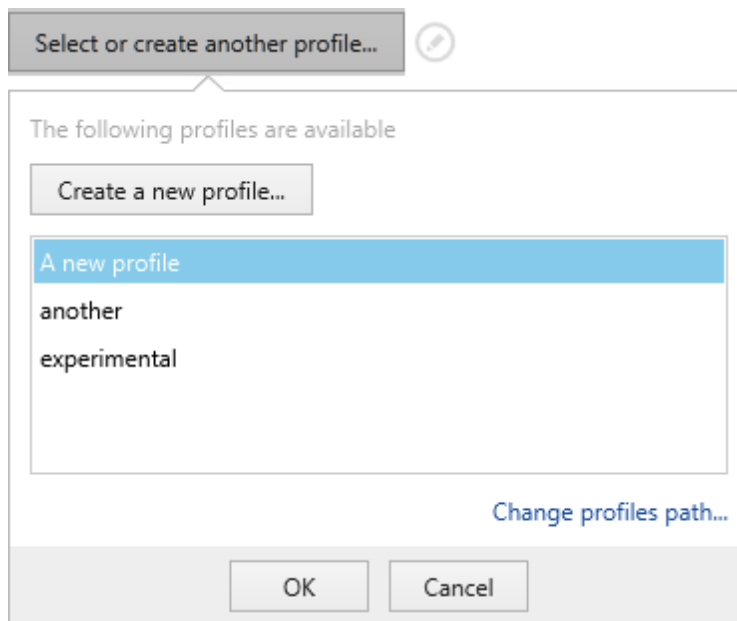 Select or create another profile...
The following profiles are available
Create a new profile...
A new profile
another
experimental
Change profiles path...
OK
Cancel